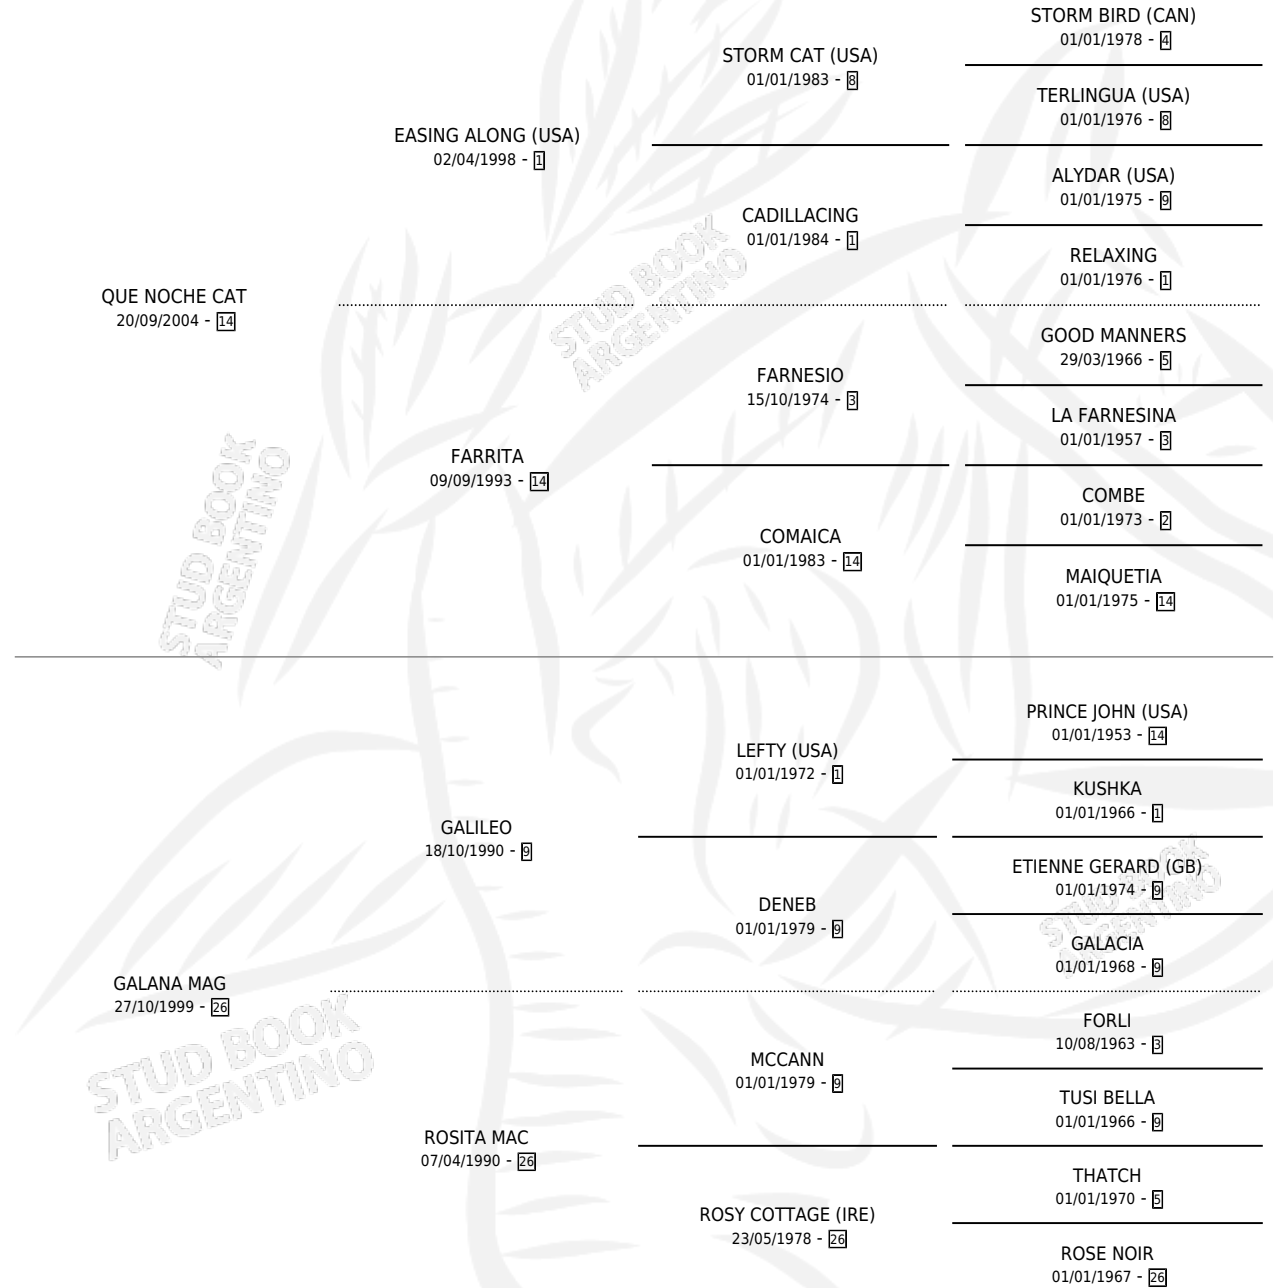 STORM BIRD (CAN)
01/01/1978 - 4
STORM CAT (USA)
01/01/1983 - 8
TERLINGUA (USA)
01/01/1976 - 8
EASING ALONG (USA)
02/04/1998 - 1
ALYDAR (USA)
01/01/1975 - 9
CADILLACING
01/01/1984 - 1
RELAXING
01/01/1976 - 1
QUE NOCHE CAT
20/09/2004 - 14
STUD BOOK
ARGENTINO
GOOD MANNERS
29/03/1966 - 5
FARNESIO
15/10/1974 - 3
LA FARNESINA
01/01/1957 - 3
FARRITA
09/09/1993 - 14
COMBE
01/01/1973 - 2
COMAICA
01/01/1983 - 14
MAIQUETIA
01/01/1975 - 14
STUD BOOK
ARGENTINO
PRINCE JOHN (USA)
01/01/1953 - 14
LEFTY (USA)
01/01/1972 - 1
KUSHKA
01/01/1966 - 1
GALILEO
18/10/1990 - 9
ETIENNE GERARD (GB)
01/01/1974 - 9
DENEB
01/01/1979 - 9
GALACIA
01/01/1968 - 9
STUD BOOK
ARGENTINO
GALANA MAG
27/10/1999 - 26
STUD BOOK
ARGENTINO
FORLI
10/08/1963 - 3
MCCANN
01/01/1979 - 9
TUSI BELLA
01/01/1966 - 9
ROSITA MAC
07/04/1990 - 26
THATCH
01/01/1970 - 5
ROSY COTTAGE (IRE)
23/05/1978 - 26
ROSE NOIR
01/01/1967 - 26